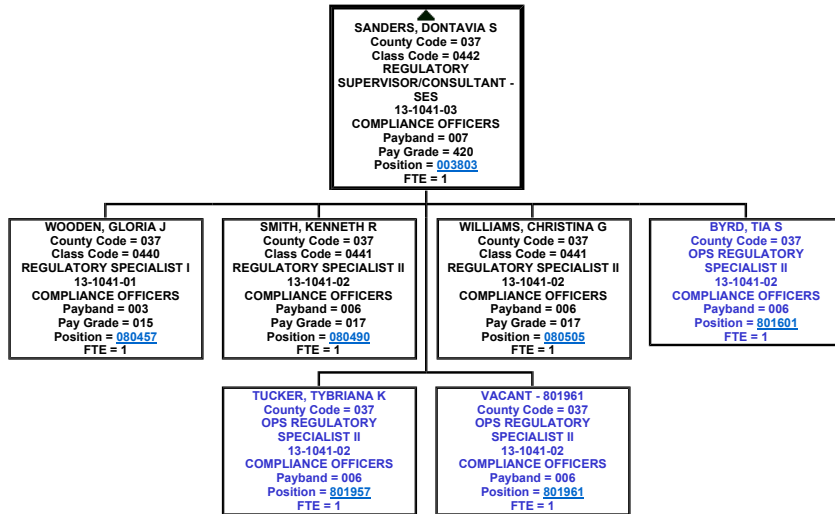 SANDERS, DONTAVIA S
County Code = 037
Class Code = 0442
REGULATORY
SUPERVISOR/CONSULTANT -
SES
13-1041-03
COMPLIANCE OFFICERS
Payband = 007
Pay Grade = 420
Position = 003803
FTE = 1
WOODEN, GLORIA J
County Code = 037
Class Code = 0440
REGULATORY SPECIALIST I
13-1041-01
COMPLIANCE OFFICERS
Payband = 003
Pay Grade = 015
Position = 080457
FTE = 1
SMITH, KENNETH R
County Code = 037
Class Code = 0441
REGULATORY SPECIALIST II
13-1041-02
COMPLIANCE OFFICERS
Payband = 006
Pay Grade = 017
Position = 080490
FTE = 1
WILLIAMS, CHRISTINA G
County Code = 037
Class Code = 0441
REGULATORY SPECIALIST II
13-1041-02
COMPLIANCE OFFICERS
Payband = 006
Pay Grade = 017
Position = 080505
FTE = 1
BYRD, TIA S
County Code = 037
OPS REGULATORY
SPECIALIST II
13-1041-02
COMPLIANCE OFFICERS
Payband = 006
Position = 801601
FTE = 1
TUCKER, TYBRIANA K
County Code = 037
OPS REGULATORY
SPECIALIST II
13-1041-02
COMPLIANCE OFFICERS
Payband = 006
Position = 801957
FTE = 1
VACANT - 801961
County Code = 037
OPS REGULATORY
SPECIALIST II
13-1041-02
COMPLIANCE OFFICERS
Payband = 006
Position = 801961
FTE = 1